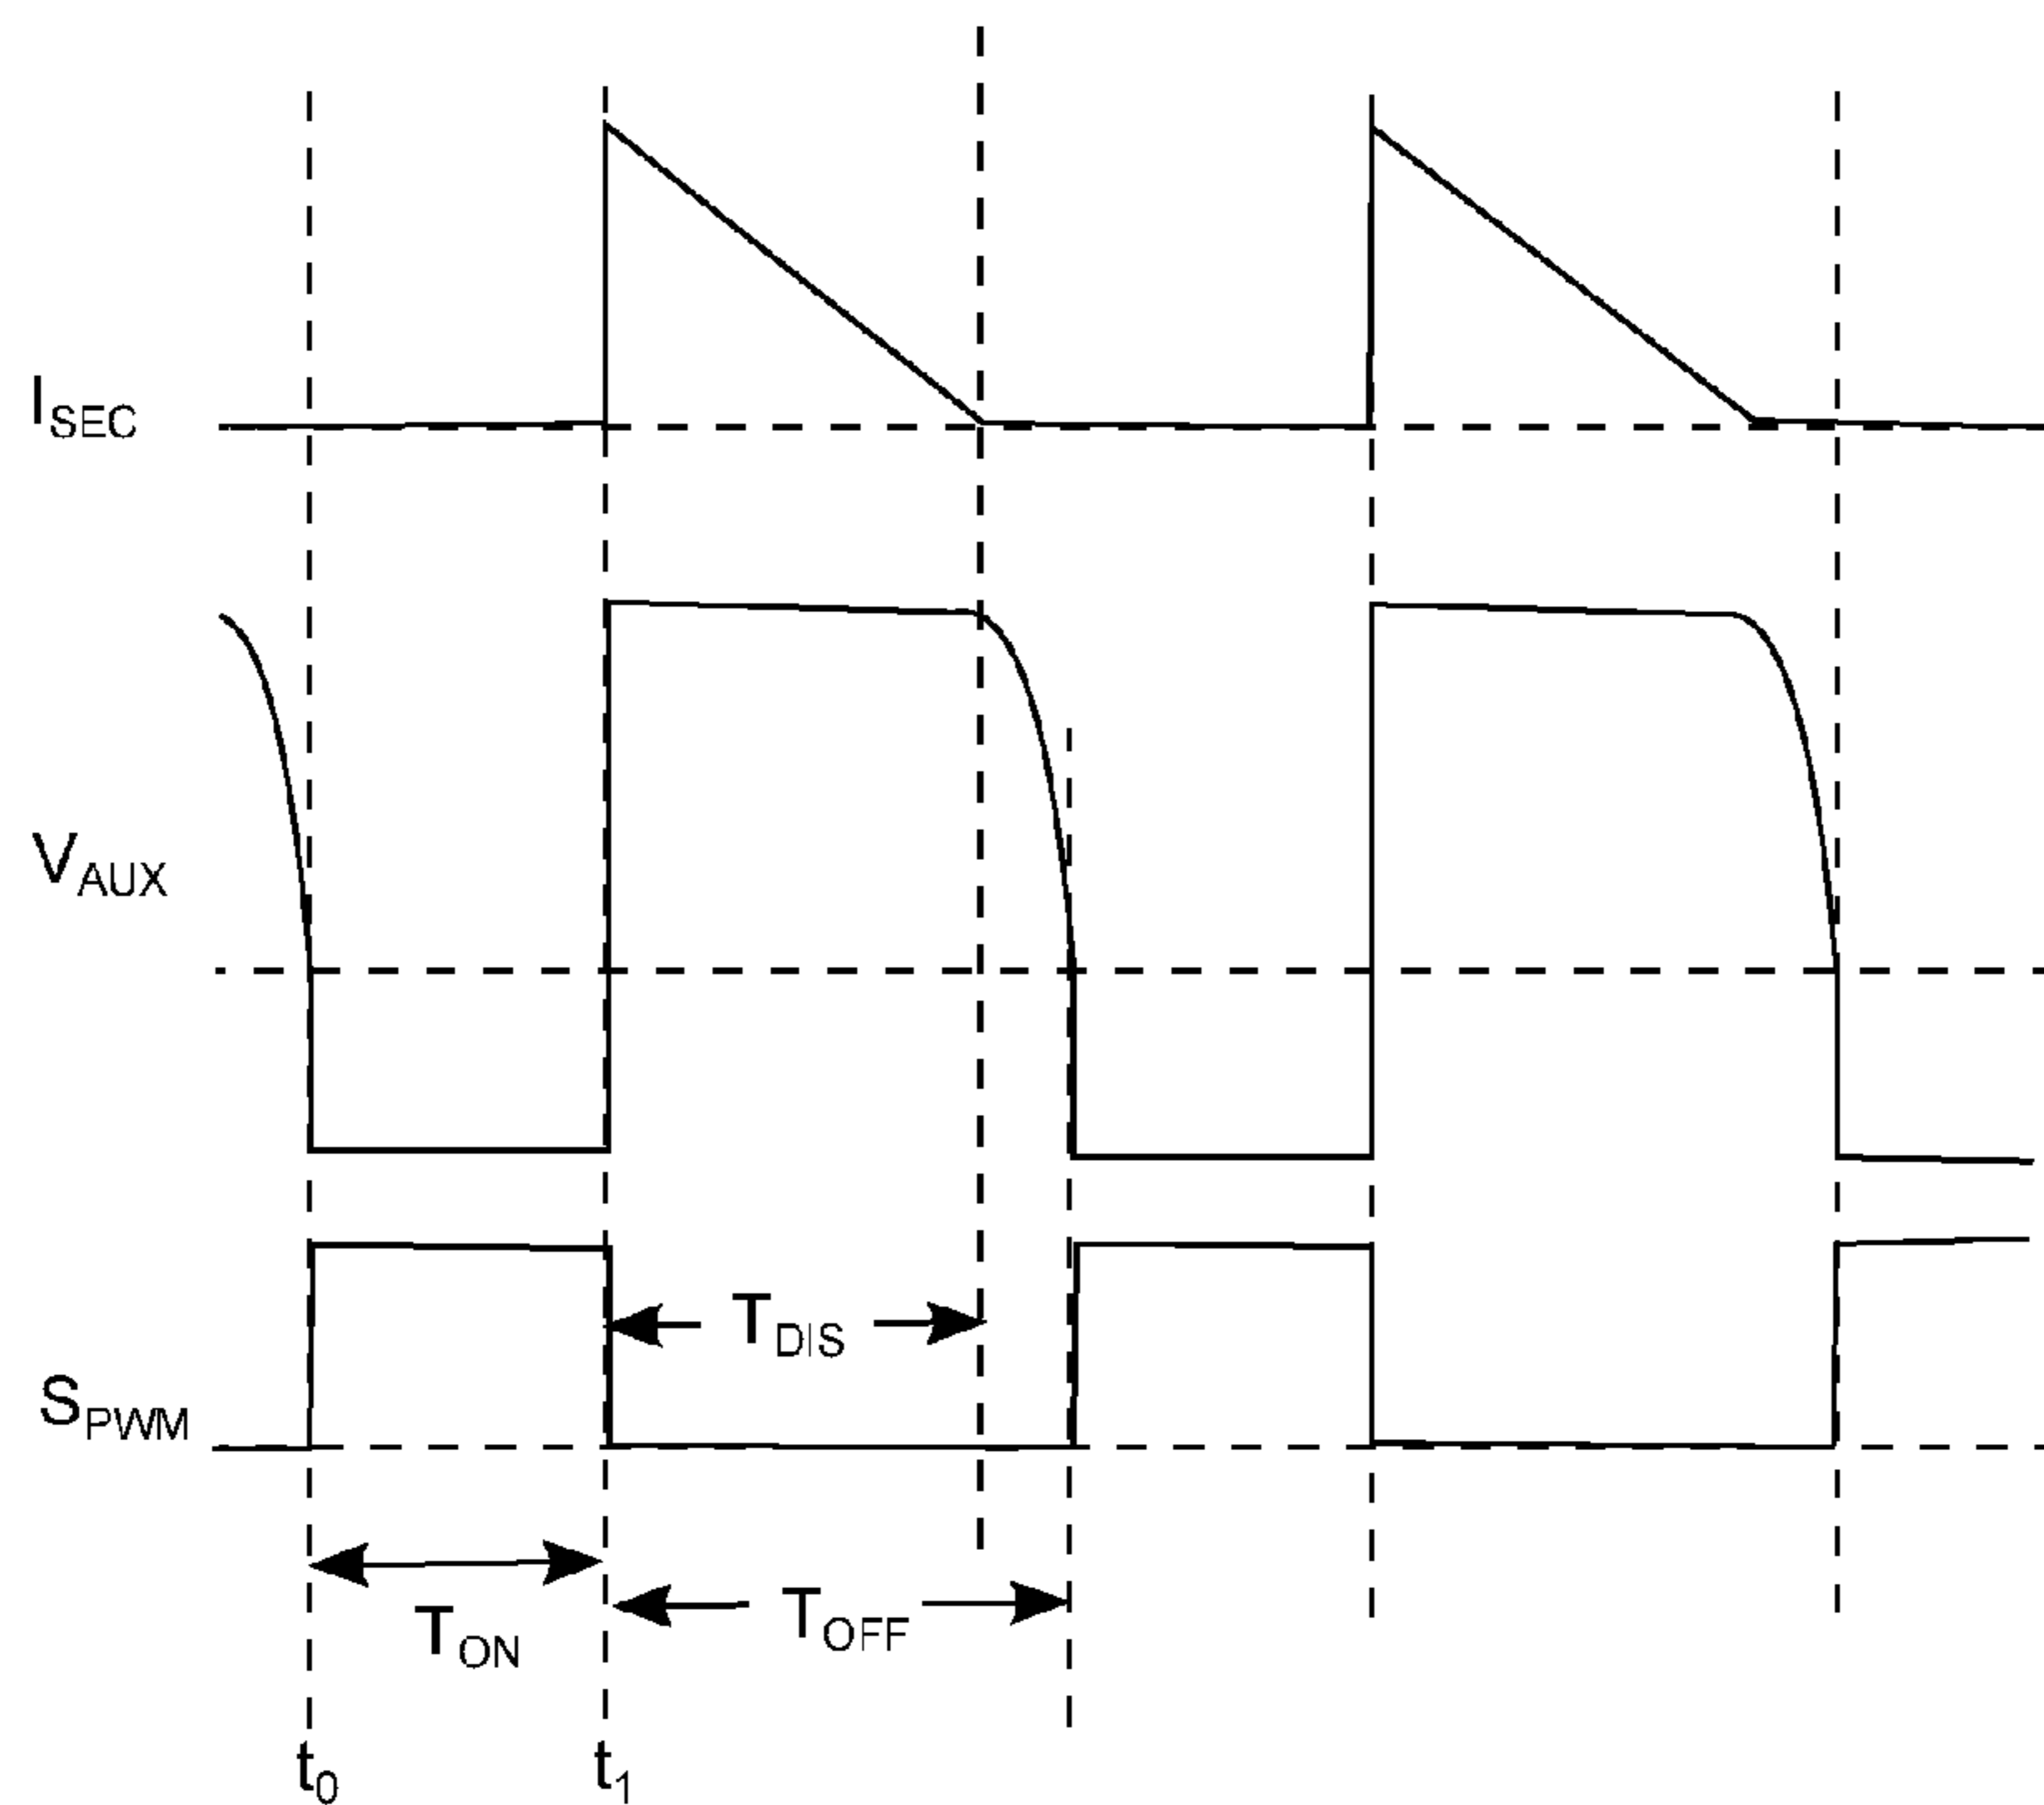 I_SEC
V_AUX
T_DIS
S_PWM
T_ON
T_OFF
t_0
t_1